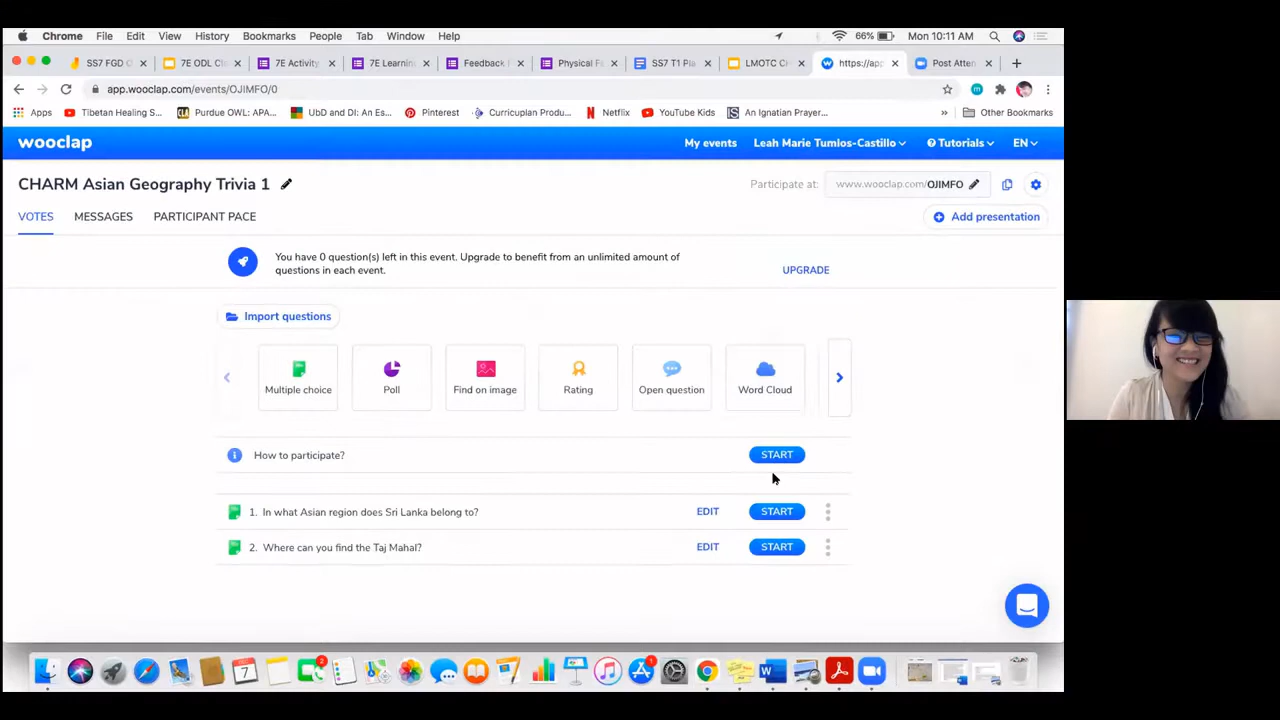 Chrome File Edit View History Bookmarks People Tab Window Help 66% Mon 10:11 AM
SS7 FGD 7E ODL Cla 7E Activity 7E Learnin Feedback Physical Fa SS7 T1 Pla LMOTC C https://app Post Atten
app.wooclap.com/events/OJIMFO/0
Apps Tibetan Healing S... Purdue OWL: APA... UbD and DI: An Es... Pinterest Curricuplan Produ... Netflix YouTube Kids An Ignatian Prayer... » Other Bookmarks
wooclap My events Leah Marie Tumlos-Castillo Tutorials EN
CHARM Asian Geography Trivia 1 Participate at: www.wooclap.com/OJIMFO
VOTES MESSAGES PARTICIPANT PACE Add presentation
You have 0 question(s) left in this event. Upgrade to benefit from an unlimited amount of
questions in each event. UPGRADE
Import questions
Multiple choice Poll Find on image Rating Open question Word Cloud
How to participate? START
1. In what Asian region does Sri Lanka belong to? EDIT START
2. Where can you find the Taj Mahal? EDIT START